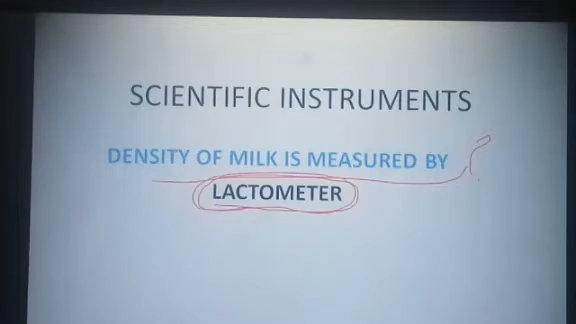 SCIENTIFIC INSTRUMENTS
DENSITY OF MILK IS MEASURED BY
LACTOMETER